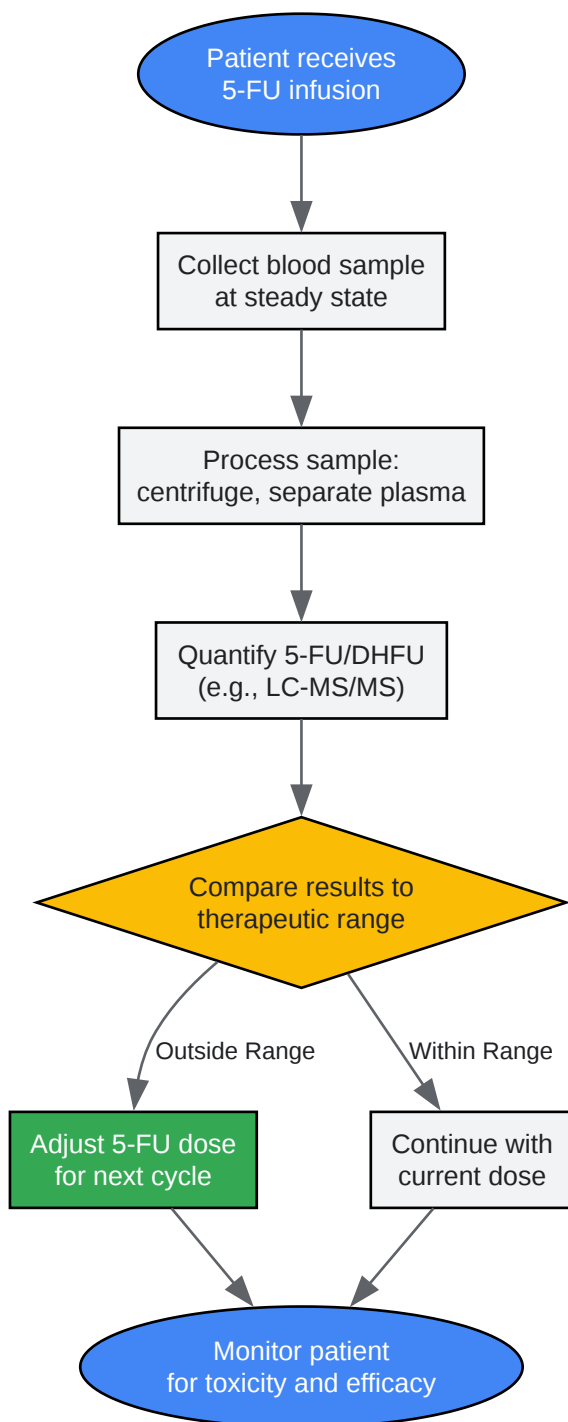 Patient receives
5-FU infusion
Collect blood sample
at steady state
Process sample:
centrifuge, separate plasma
Quantify 5-FU/DHFU
(e.g., LC-MS/MS)
Compare results to
therapeutic range
Outside Range
Within Range
Adjust 5-FU dose
for next cycle
Continue with
current dose
Monitor patient
for toxicity and efficacy